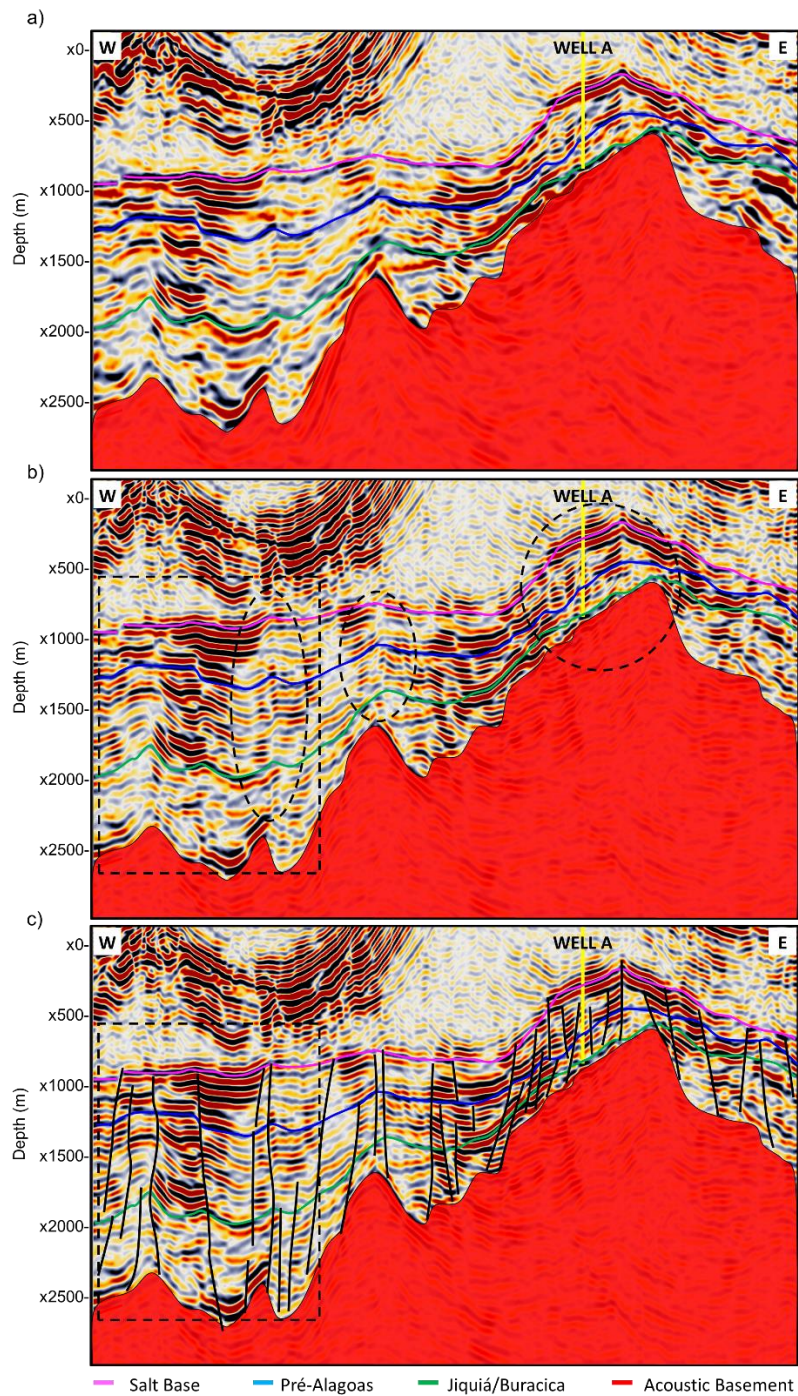 a)
W
WELL A
E
x0-
x500-
x1000-
x1500-
x2000-
x2500-
Depth (m)
b)
W
WELL A
E
x0-
x500-
x1000-
x1500-
x2000-
x2500-
Depth (m)
c)
W
WELL A
E
x0-
x500-
x1000-
x1500-
x2000-
x2500-
Depth (m)
Salt Base Pré-Alagoas Jiquiá/Buracica Acoustic Basement